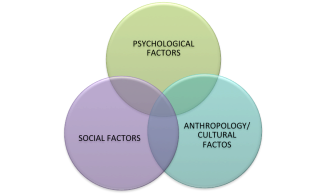 PSYCHOLOGICAL
FACTORS
SOCIAL FACTORS
ANTHROPOLOGY/
CULTURAL
FACTOS